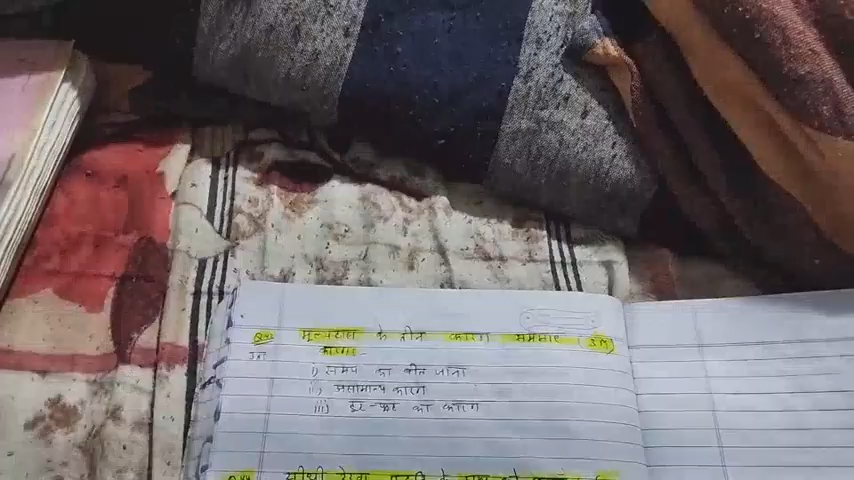 मूल्यह्रास के तीन कारण समझाइए (3M)
उत्तर कारण -
i) समय का बीत जाना
ii) असामान्य कारण
iii) टूट-फूट का कारण
सीधी रेखा पद्धति के